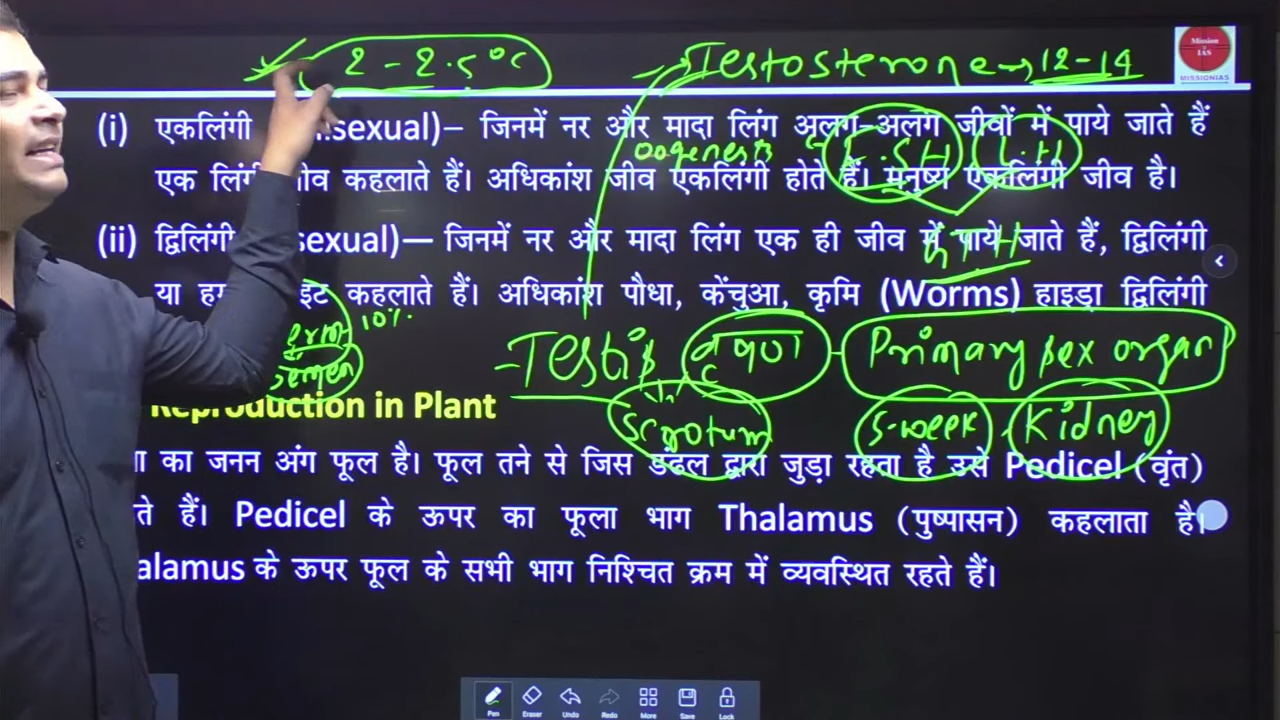 2 - 2.5°C
Testosterone → 12-14
Mission IAS
MISSIONIAS
(i) एकलिंगी sexual)– जिनमें नर और मादा लिंग अलग-अलग जीवों में पाये जाते हैं
oogenesis F.SH L.H
एक लिंगी जीव कहलाते हैं। अधिकांश जीव एकलिंगी होते हैं। मनुष्य एकलिंगी जीव है।
(ii) द्विलिंगी sexual)— जिनमें नर और मादा लिंग एक ही जीव में पाये जाते हैं, द्विलिंगी
या कहलाते हैं। अधिकांश पौधा, केंचुआ, कृमि (Worms) हाइड्रा द्विलिंगी
10%.
Semen
- Testis वृषण - Primary sex organ
Scrotum 5-week Kidney
Reproduction in Plant
का जनन अंग फूल है। फूल तने से जिस डंठल द्वारा जुड़ा रहता है उसे Pedicel (वृंत)
ते हैं। Pedicel के ऊपर का फूला भाग Thalamus (पुष्पासन) कहलाता है।
alamus के ऊपर फूल के सभी भाग निश्चित क्रम में व्यवस्थित रहते हैं।
Pen Eraser Undo Redo More Save Lock